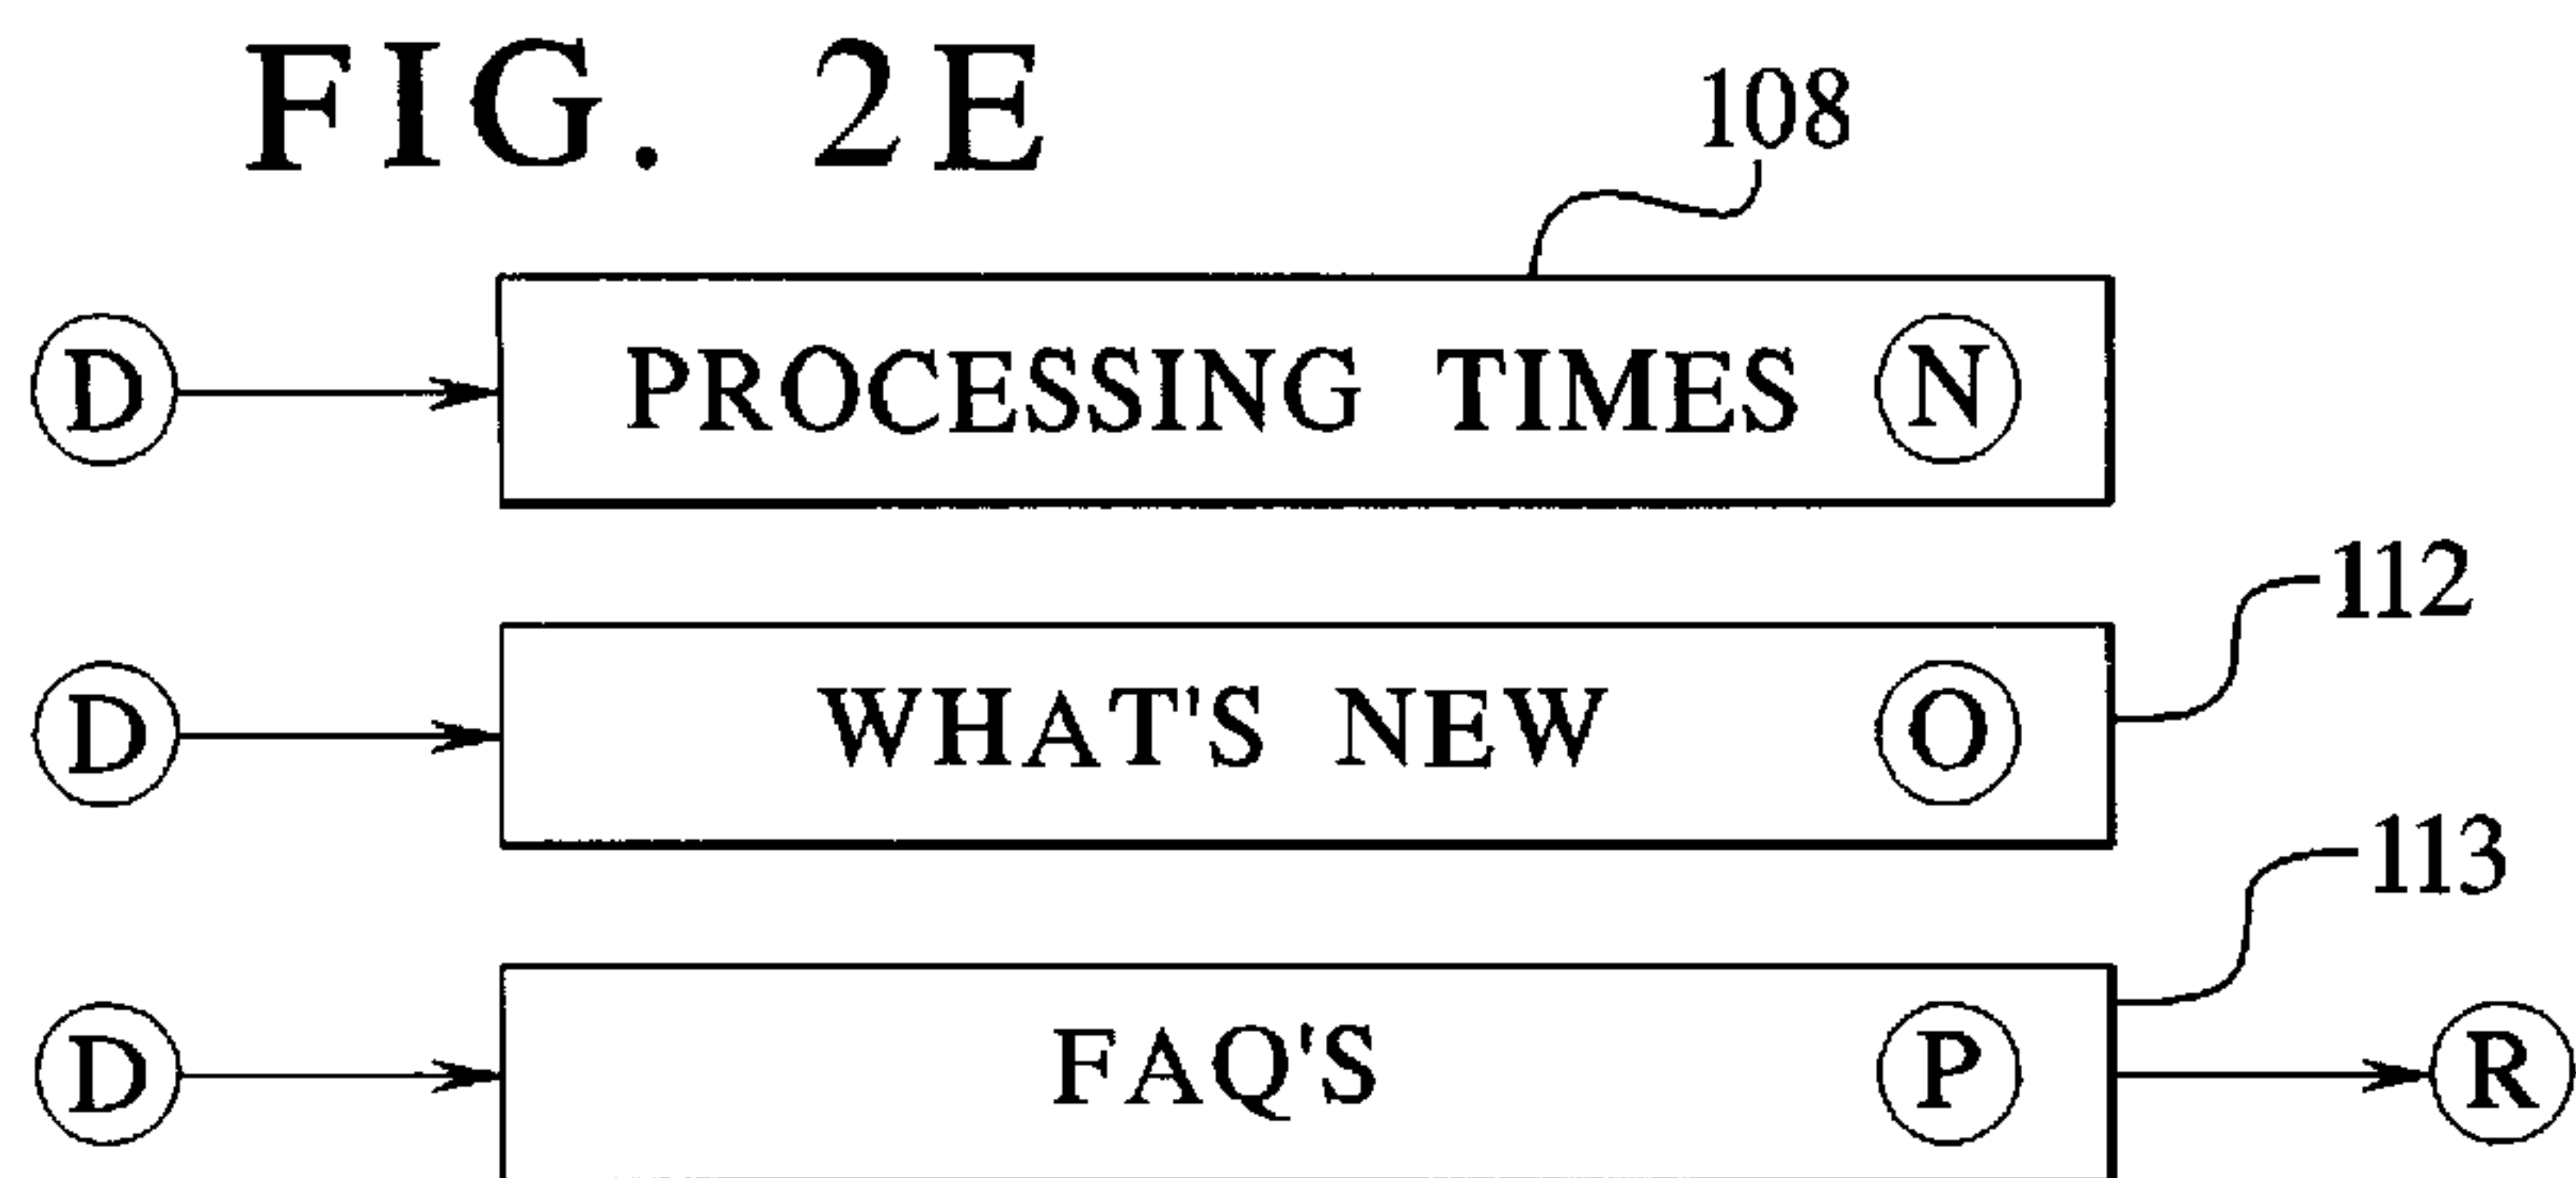 FIG. 2E
108
D PROCESSING TIMES N
112
D WHAT'S NEW O
113
D FAQ'S P R